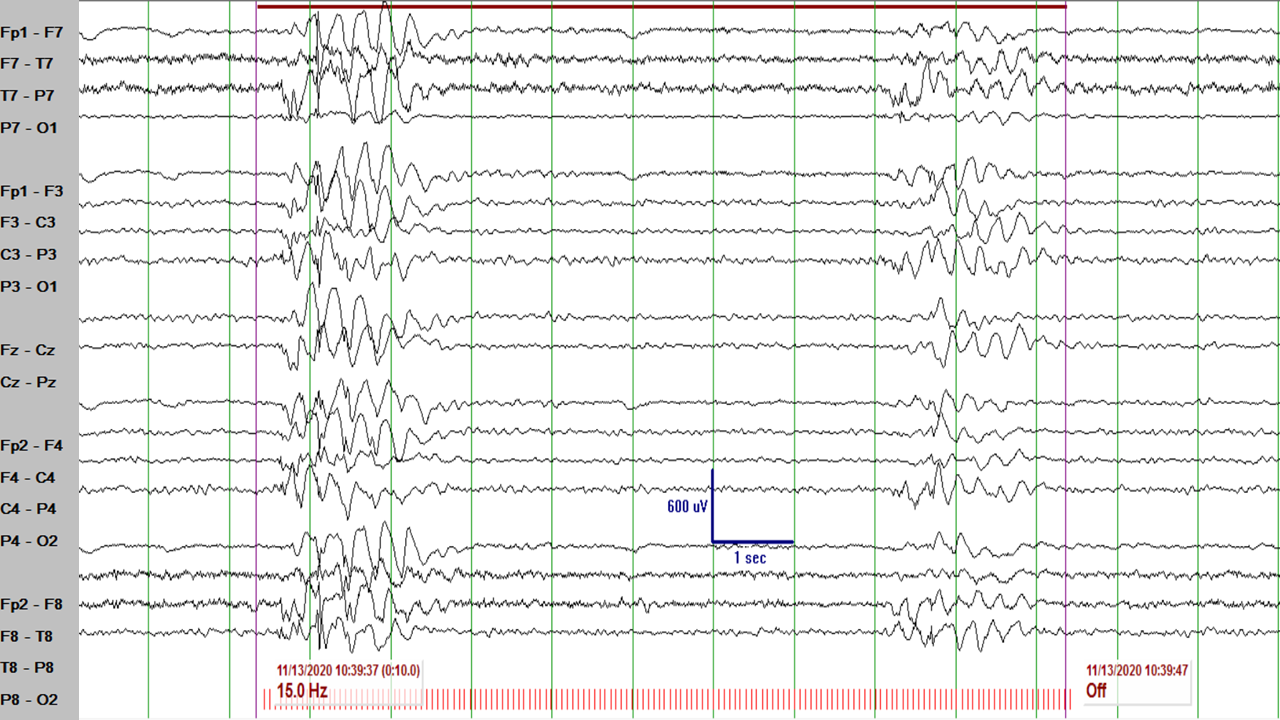 Fp1 - F7
F7 - T7
T7 - P7
P7 - O1
Fp1 - F3
F3 - C3
C3 - P3
P3 - O1
Fz - Cz
Cz - Pz
Fp2 - F4
F4 - C4
C4 - P4
P4 - O2
Fp2 - F8
F8 - T8
T8 - P8
P8 - O2
600 uV
1 sec
11/13/2020 10:39:37 (0:10.0)
15.0 Hz
11/13/2020 10:39:47
Off